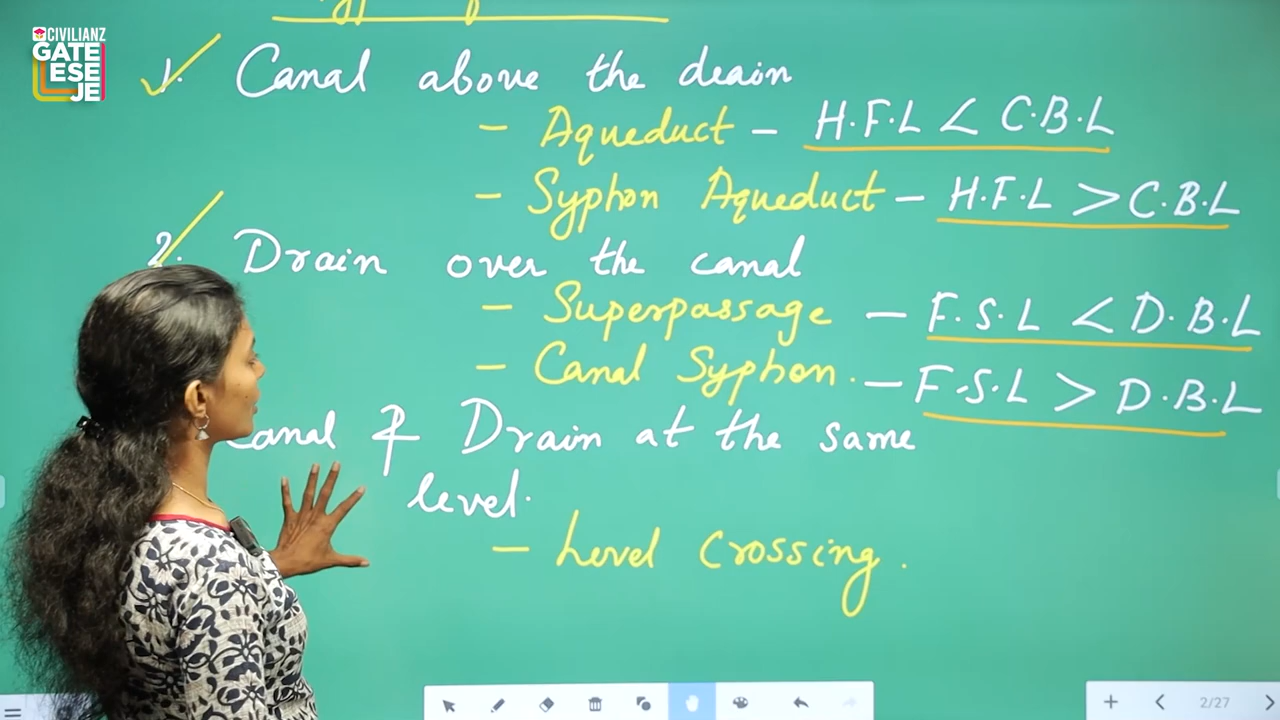 CIVILIANZ
GATE
ESE
JE
1. Canal above the drain
- Aqueduct - H.F.L < C.B.L
- Syphon Aqueduct - H.F.L > C.B.L
2. Drain over the canal
- Superpassage - F.S.L < D.B.L
- Canal Syphon. - F.S.L > D.B.L
Canal & Drain at the same
level.
- Level Crossing.
2/27